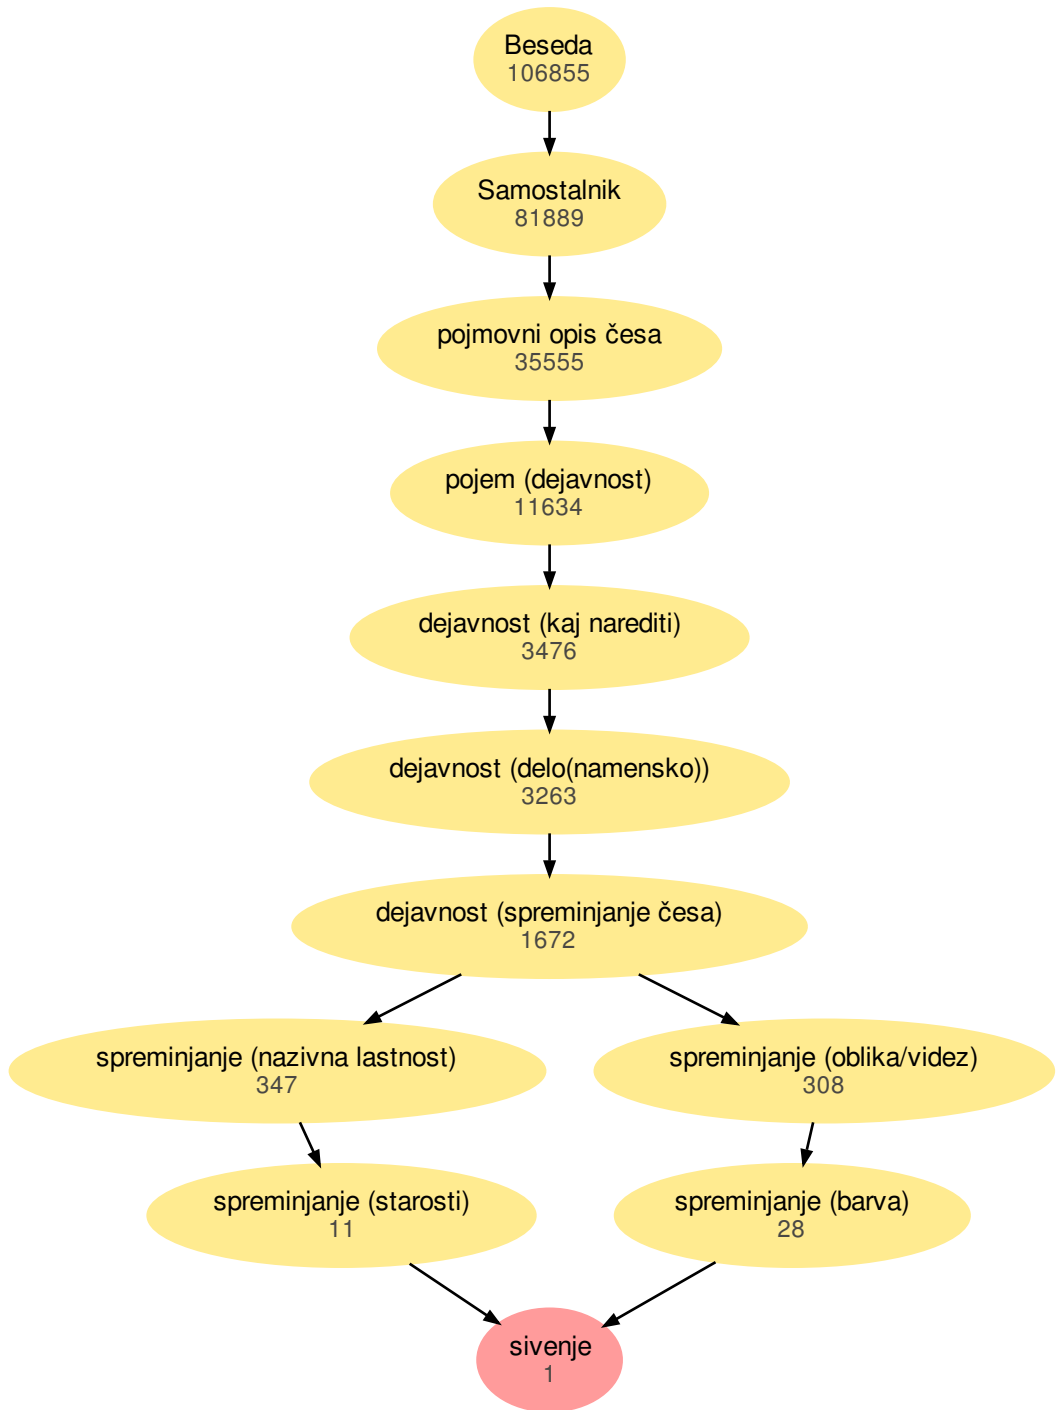 Beseda
106855
Samostalnik
81889
pojmovni opis česa
35555
pojem (dejavnost)
11634
dejavnost (kaj narediti)
3476
dejavnost (delo(namensko))
3263
dejavnost (spreminjanje česa)
1672
spreminjanje (nazivna lastnost)
347
spreminjanje (oblika/videz)
308
spreminjanje (starosti)
11
spreminjanje (barva)
28
sivenje
1